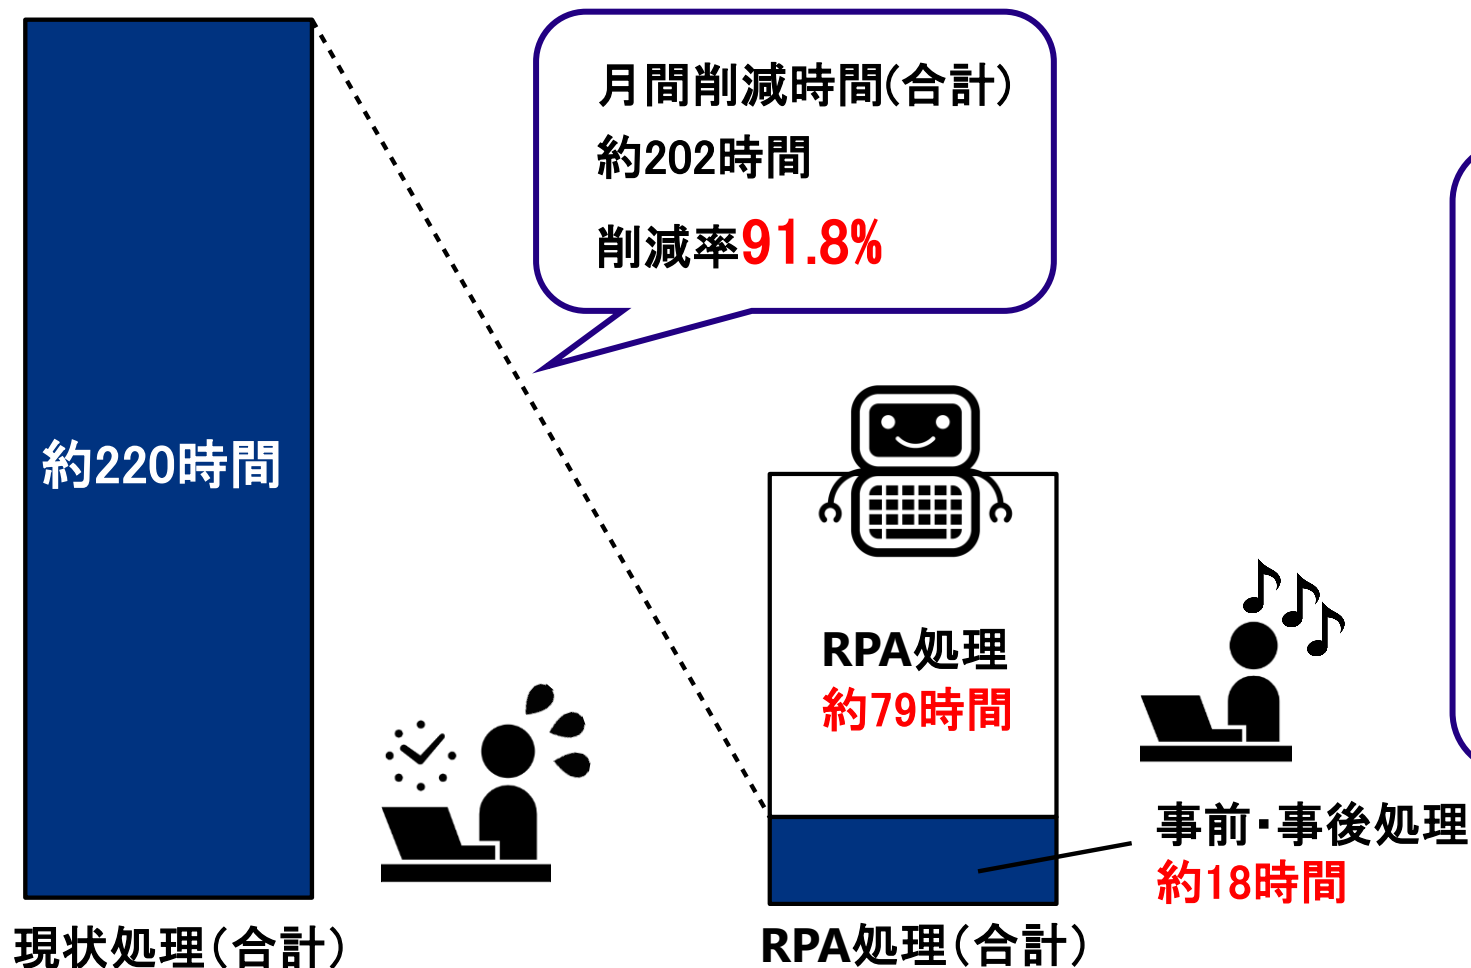 月間削減時間(合計)
約202時間
削減率91.8%
約220時間
RPA処理
約79時間
事前・事後処理
約18時間
現状処理(合計)
RPA処理(合計)